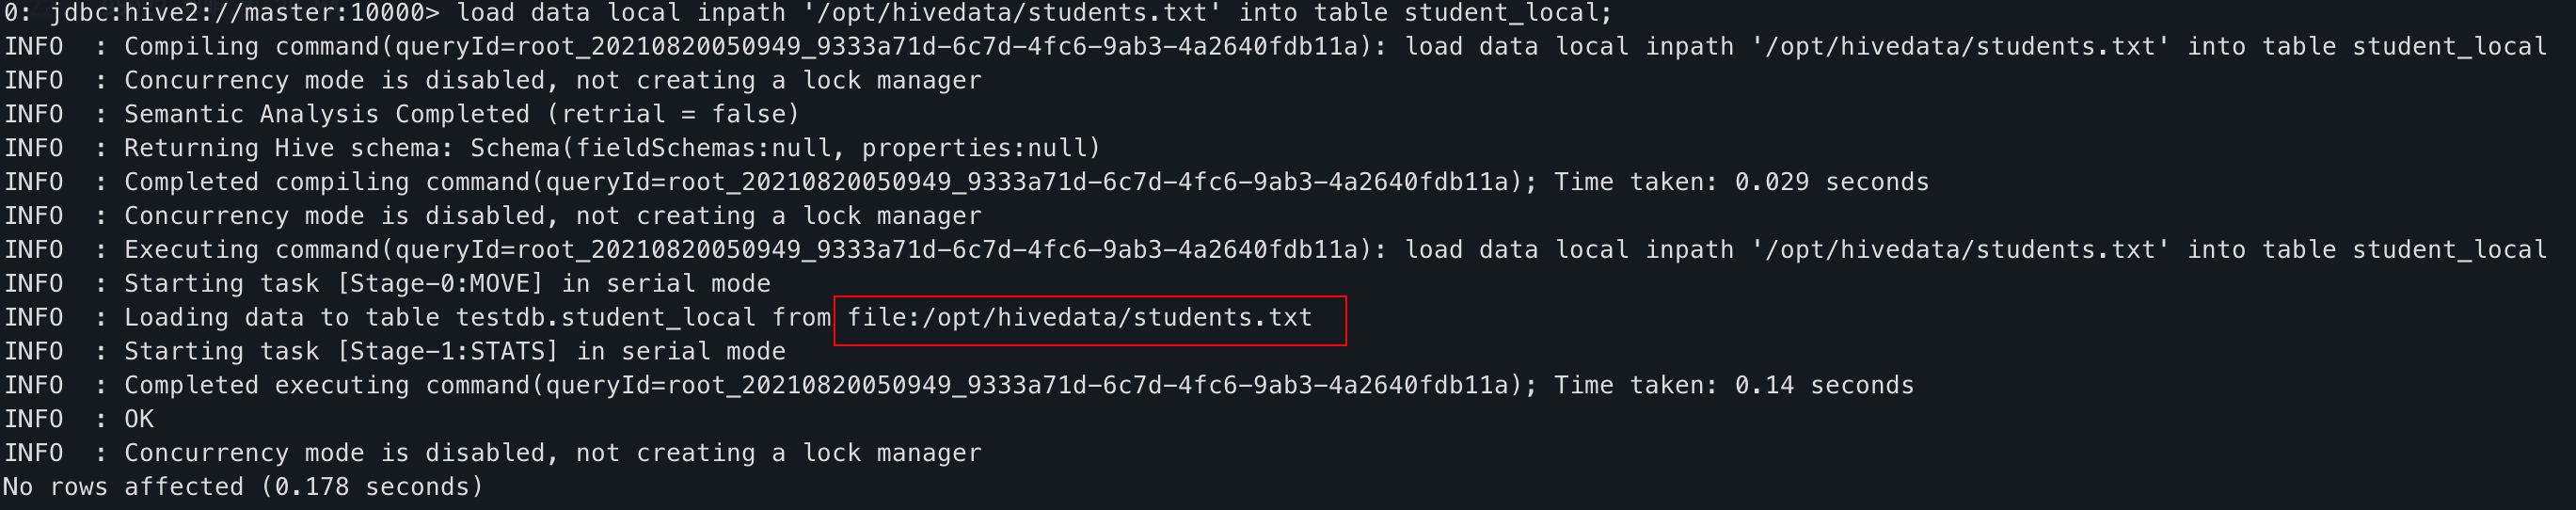 0: jdbc:hive2://master:10000> load data local inpath '/opt/hivedata/students.txt' into table student_local;
INFO  : Compiling command(queryId=root_20210820050949_9333a71d-6c7d-4fc6-9ab3-4a2640fdb11a): load data local inpath '/opt/hivedata/students.txt' into table student_local
INFO  : Concurrency mode is disabled, not creating a lock manager
INFO  : Semantic Analysis Completed (retrial = false)
INFO  : Returning Hive schema: Schema(fieldSchemas:null, properties:null)
INFO  : Completed compiling command(queryId=root_20210820050949_9333a71d-6c7d-4fc6-9ab3-4a2640fdb11a); Time taken: 0.029 seconds
INFO  : Concurrency mode is disabled, not creating a lock manager
INFO  : Executing command(queryId=root_20210820050949_9333a71d-6c7d-4fc6-9ab3-4a2640fdb11a): load data local inpath '/opt/hivedata/students.txt' into table student_local
INFO  : Starting task [Stage-0:MOVE] in serial mode
INFO  : Loading data to table testdb.student_local from file:/opt/hivedata/students.txt
INFO  : Starting task [Stage-1:STATS] in serial mode
INFO  : Completed executing command(queryId=root_20210820050949_9333a71d-6c7d-4fc6-9ab3-4a2640fdb11a); Time taken: 0.14 seconds
INFO  : OK
INFO  : Concurrency mode is disabled, not creating a lock manager
No rows affected (0.178 seconds)